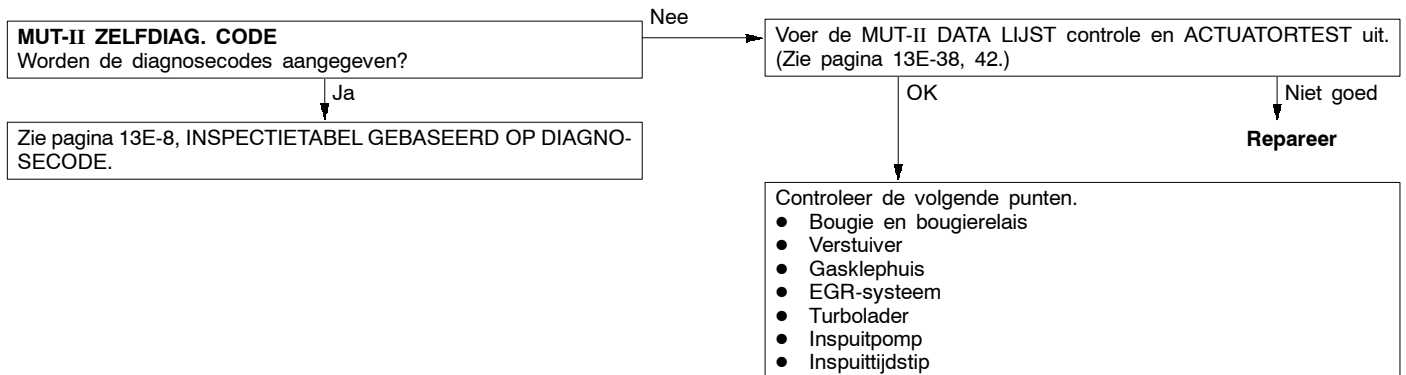 MUT-II ZELFDIAG. CODE
Worden de diagnosecodes aangegeven?
Nee
Voer de MUT-II DATA LIJST controle en ACTUATORTEST uit.
(Zie pagina 13E-38, 42.)
Ja
OK
Niet goed
Zie pagina 13E-8, INSPECTIETABEL GEBASEERD OP DIAGNO-
SECODE.
Repareer
Controleer de volgende punten.
● Bougie en bougierelais
● Verstuiver
● Gasklephuis
● EGR-systeem
● Turbolader
● Inspuitpomp
● Inspuittijdstip